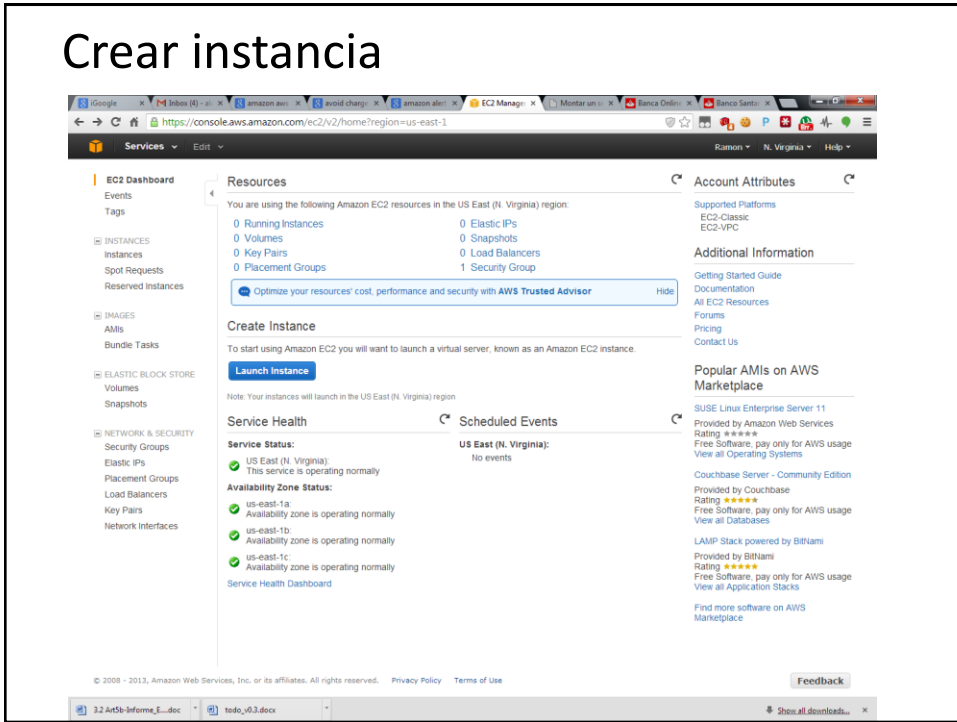 Crear instancia
iGoogle
Inbox (4) - al
amazon aws
avoid charge
amazon alert
EC2 Manage
Montar un se
Banca Online
Banco Santan
https://console.aws.amazon.com/ec2/v2/home?region=us-east-1
Services Edit Ramon N. Virginia Help
EC2 Dashboard
Events
Tags
INSTANCES
Instances
Spot Requests
Reserved Instances
IMAGES
AMIs
Bundle Tasks
ELASTIC BLOCK STORE
Volumes
Snapshots
NETWORK & SECURITY
Security Groups
Elastic IPs
Placement Groups
Load Balancers
Key Pairs
Network Interfaces
Resources
You are using the following Amazon EC2 resources in the US East (N. Virginia) region:
0 Running Instances
0 Elastic IPs
0 Volumes
0 Snapshots
0 Key Pairs
0 Load Balancers
0 Placement Groups
1 Security Group
Optimize your resources' cost, performance and security with AWS Trusted Advisor Hide
Create Instance
To start using Amazon EC2 you will want to launch a virtual server, known as an Amazon EC2 instance.
Launch Instance
Note: Your instances will launch in the US East (N. Virginia) region
Service Health
Service Status:
US East (N. Virginia):
This service is operating normally
Availability Zone Status:
us-east-1a:
Availability zone is operating normally
us-east-1b:
Availability zone is operating normally
us-east-1c:
Availability zone is operating normally
Service Health Dashboard
Scheduled Events
US East (N. Virginia):
No events
Account Attributes
Supported Platforms
EC2-Classic
EC2-VPC
Additional Information
Getting Started Guide
Documentation
All EC2 Resources
Forums
Pricing
Contact Us
Popular AMIs on AWS
Marketplace
SUSE Linux Enterprise Server 11
Provided by Amazon Web Services
Rating
Free Software, pay only for AWS usage
View all Operating Systems
Couchbase Server - Community Edition
Provided by Couchbase
Rating
Free Software, pay only for AWS usage
View all Databases
LAMP Stack powered by BitNami
Provided by BitNami
Rating
Free Software, pay only for AWS usage
View all Application Stacks
Find more software on AWS
Marketplace
© 2008 - 2013, Amazon Web Services, Inc. or its affiliates. All rights reserved. Privacy Policy Terms of Use
Feedback
3.2 Art5b-Informe_E....doc
todo_v0.3.docx
Show all downloads...